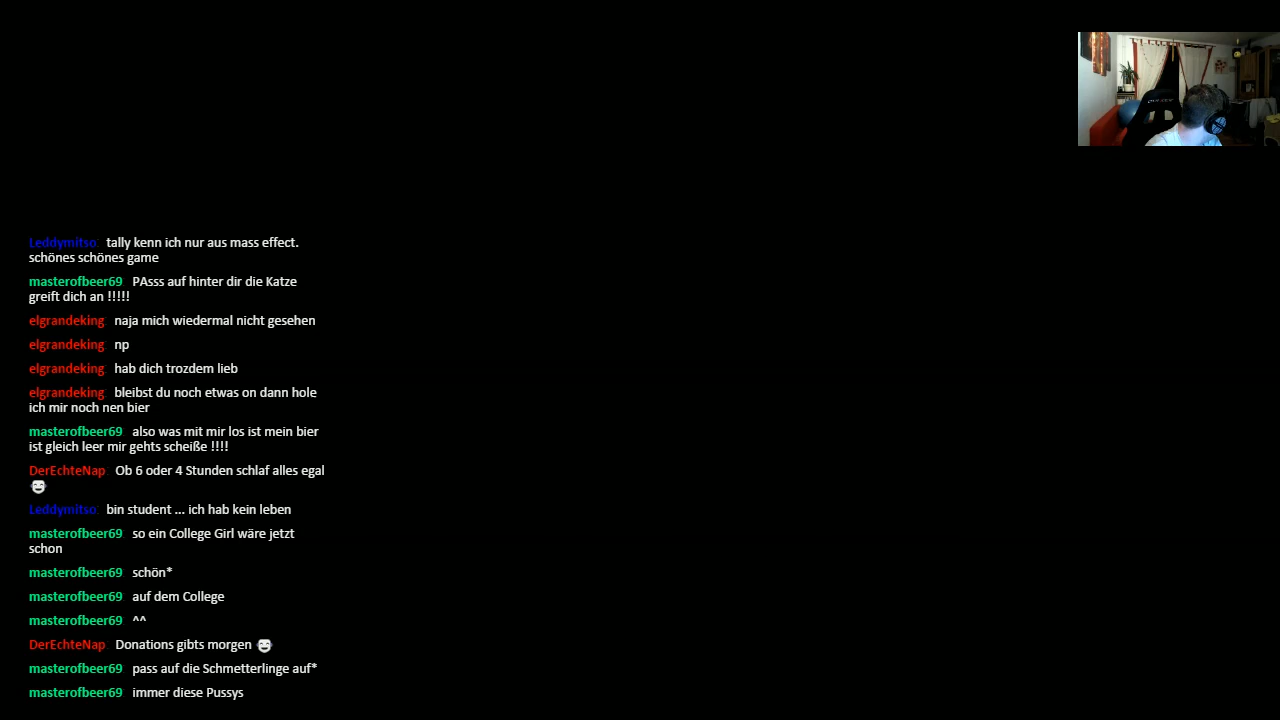 Leddymitso: tally kenn ich nur aus mass effect.
schönes schönes game
masterofbeer69 PAsss auf hinter dir die Katze
greift dich an !!!!!
elgrandeking naja mich wiedermal nicht gesehen
elgrandeking np
elgrandeking hab dich trozdem lieb
elgrandeking bleibst du noch etwas on dann hole
ich mir noch nen bier
masterofbeer69 also was mit mir los ist mein bier
ist gleich leer mir gehts scheiße !!!!
DerEchteNap Ob 6 oder 4 Stunden schlaf alles egal
Leddymitso: bin student ... ich hab kein leben
masterofbeer69 so ein College Girl wäre jetzt
schon
masterofbeer69 schön*
masterofbeer69 auf dem College
masterofbeer69 ^^
DerEchteNap Donations gibts morgen
masterofbeer69 pass auf die Schmetterlinge auf*
masterofbeer69 immer diese Pussys